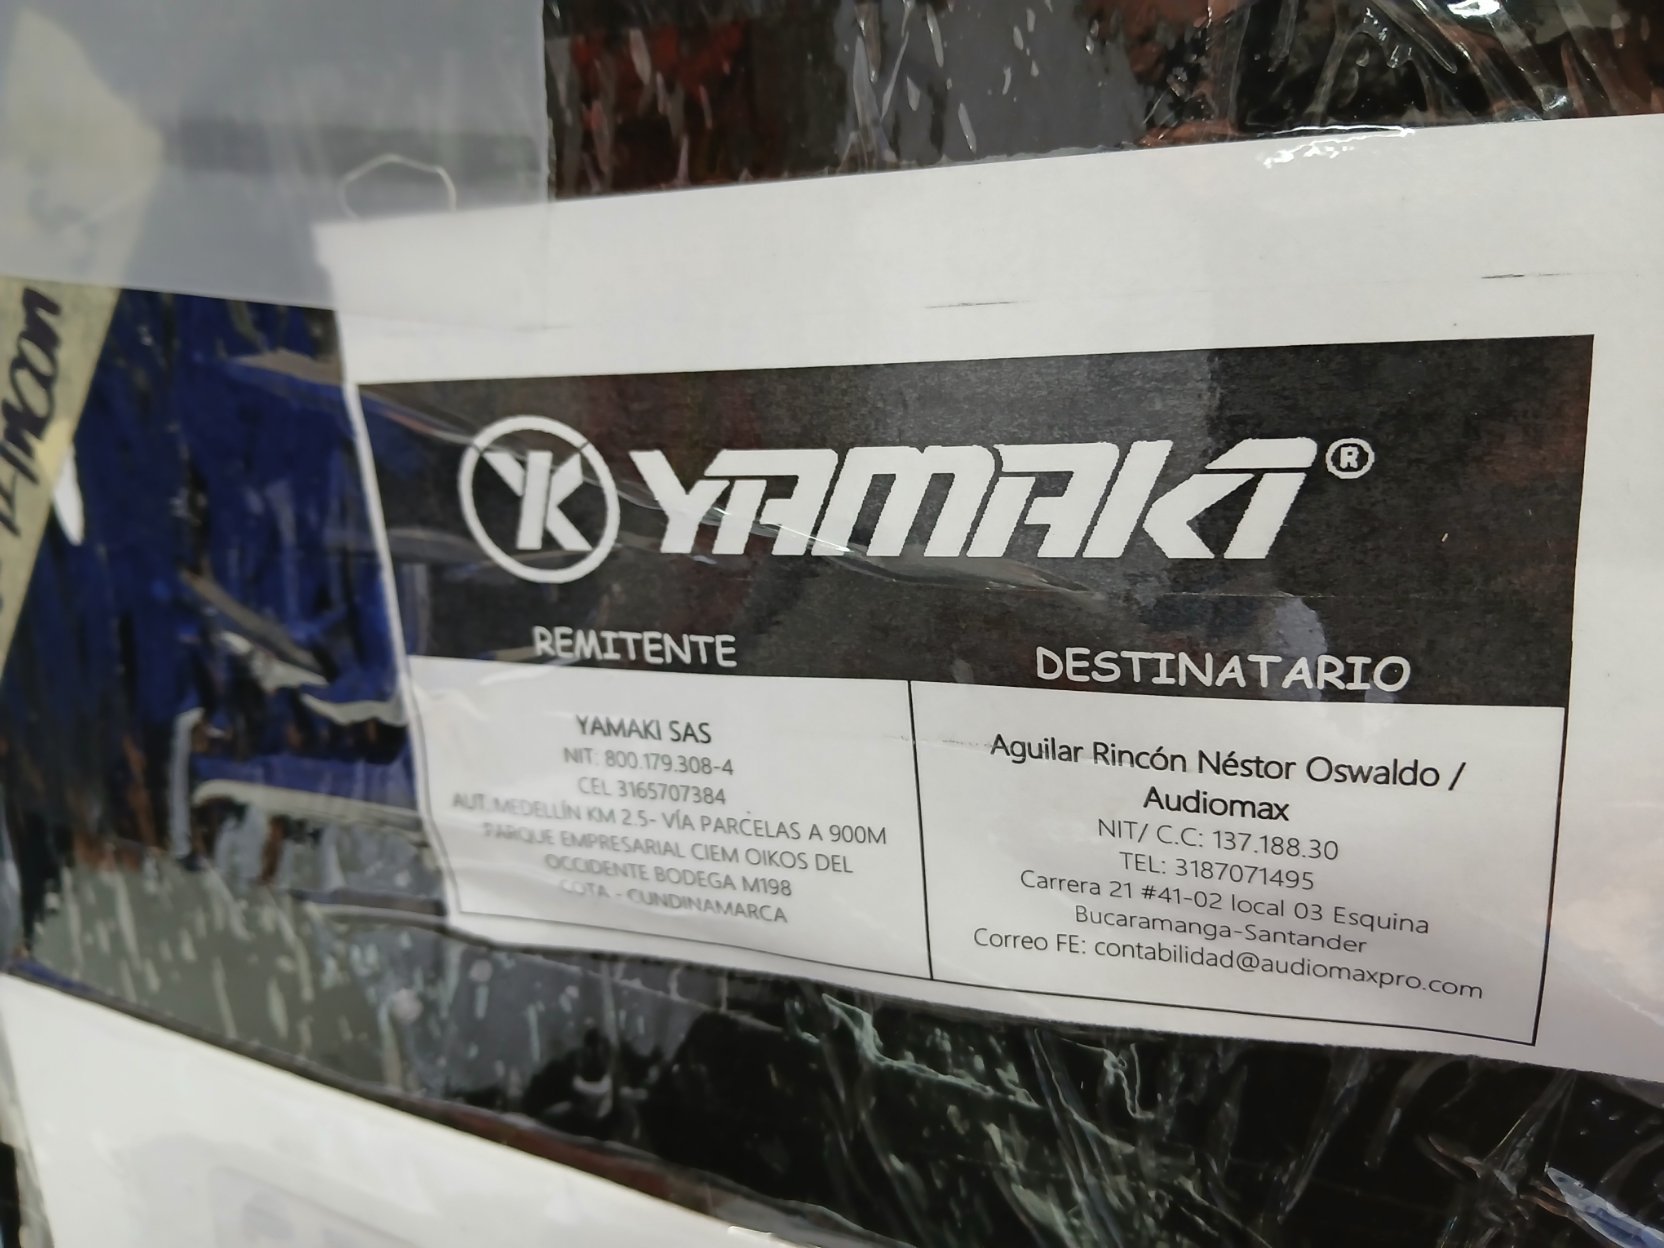 YK YAMAKI®
REMITENTE
YAMAKI SAS
NIT: 800.179.308-4
CEL 3165707384
AUT. MEDELLÍN KM 2.5- VÍA PARCELAS A 900M
PARQUE EMPRESARIAL CIEM OIKOS DEL
OCCIDENTE BODEGA M198
COTA - CUNDINAMARCA
DESTINATARIO
Aguilar Rincón Néstor Oswaldo /
Audiomax
NIT/ C.C: 137.188.30
TEL: 3187071495
Carrera 21 #41-02 local 03 Esquina
Bucaramanga-Santander
Correo FE: contabilidad@audiomaxpro.com